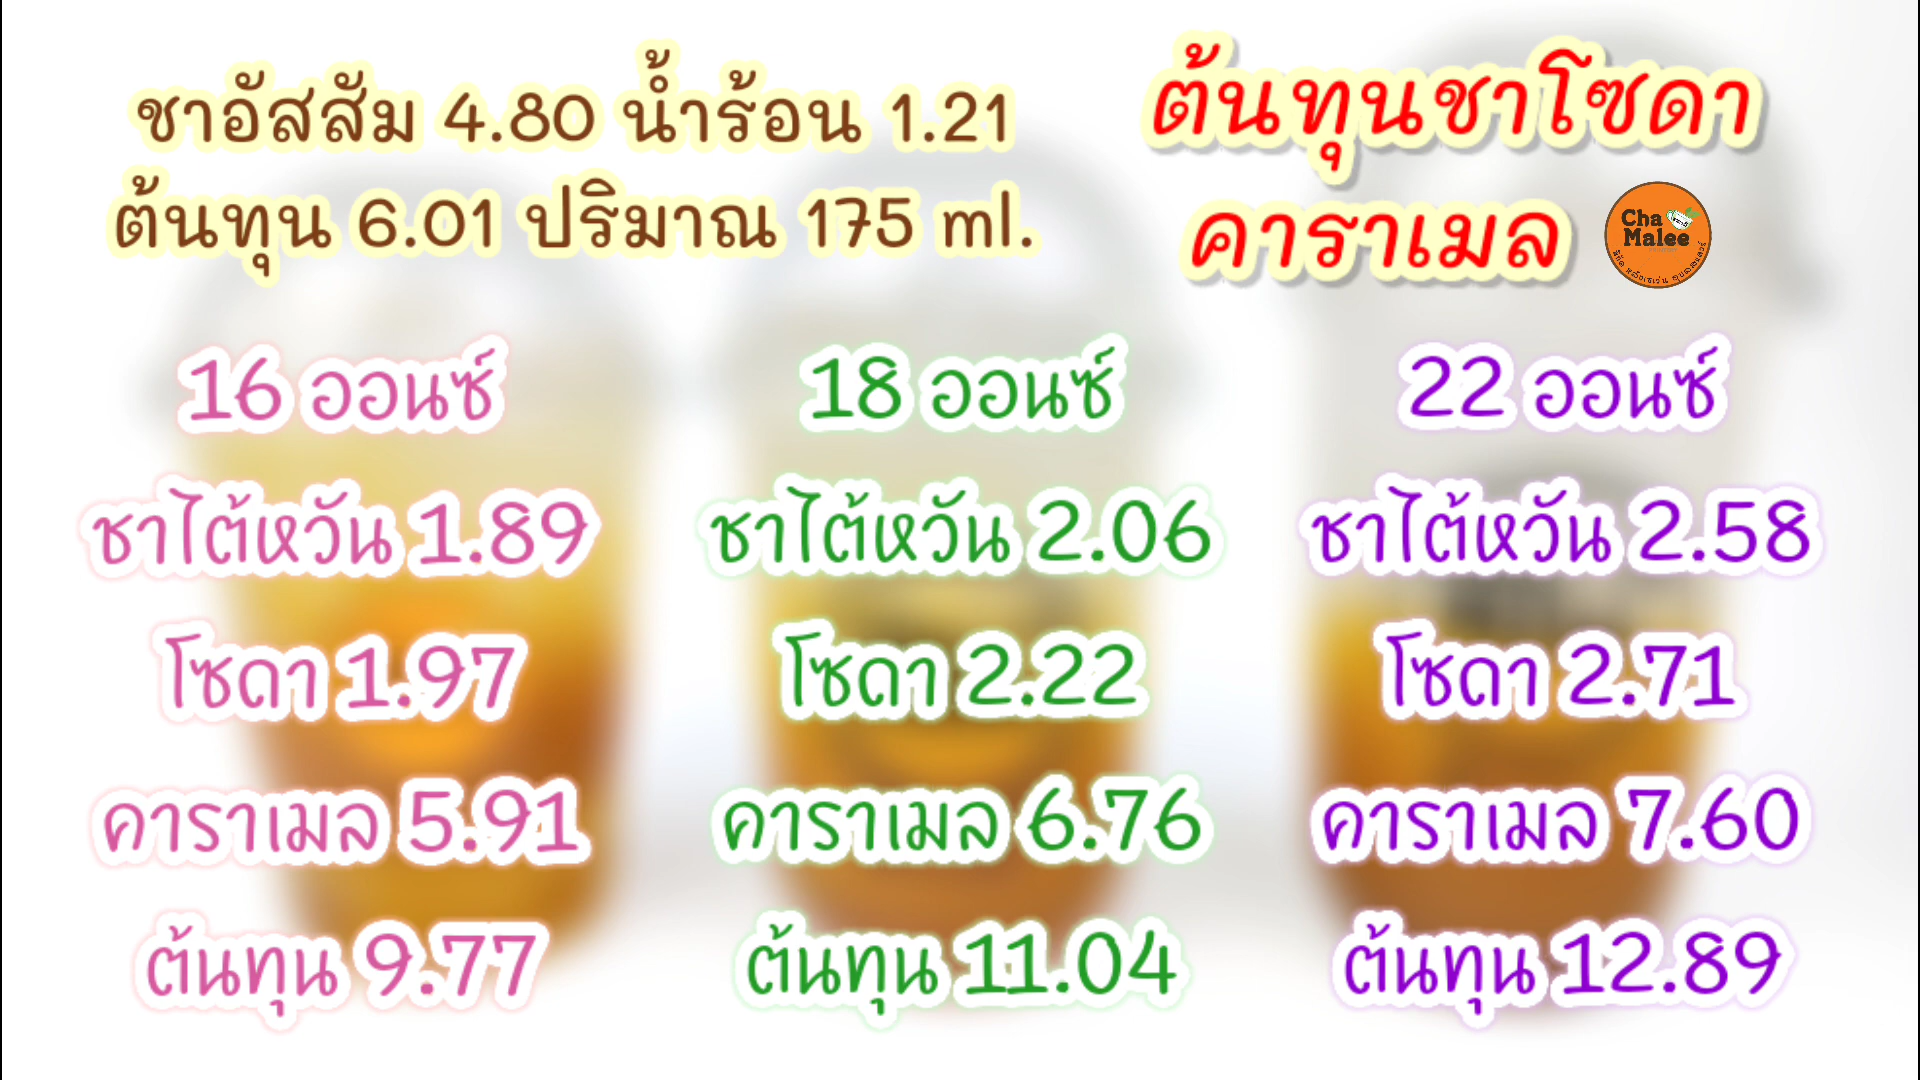 ชาอัสสัม 4.80 น้ำร้อน 1.21
ต้นทุน 6.01 ปริมาณ 175 ml.
ต้นทุนชาโซดา
คาราเมล
Cha
Malee
16 ออนซ์
ชาไต้หวัน 1.89
โซดา 1.97
คาราเมล 5.91
ต้นทุน 9.77
18 ออนซ์
ชาไต้หวัน 2.06
โซดา 2.22
คาราเมล 6.76
ต้นทุน 11.04
22 ออนซ์
ชาไต้หวัน 2.58
โซดา 2.71
คาราเมล 7.60
ต้นทุน 12.89